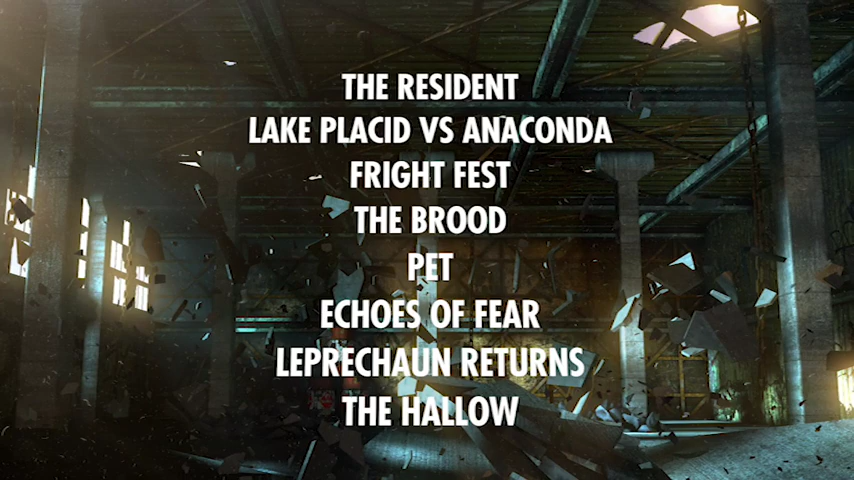 THE RESIDENT
LAKE PLACID VS ANACONDA
FRIGHT FEST
THE BROOD
PET
ECHOES OF FEAR
LEPRECHAUN RETURNS
THE HALLOW